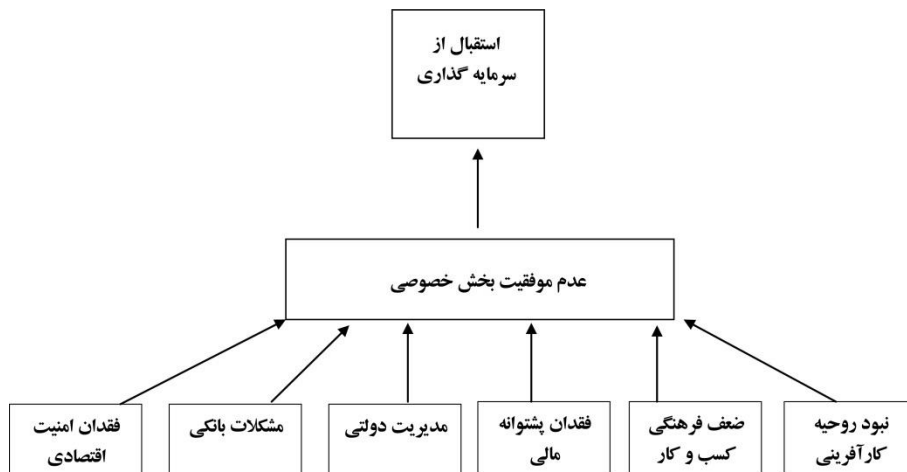 استقبال از
سرمایه گذاری
عدم موفقیت بخش خصوصی
نبود روحیه
کارآفرینی
ضعف فرهنگی
کسب و کار
فقدان پشتوانه
مالی
مدیریت دولتی
مشکلات بانکی
فقدان امنیت
اقتصادی